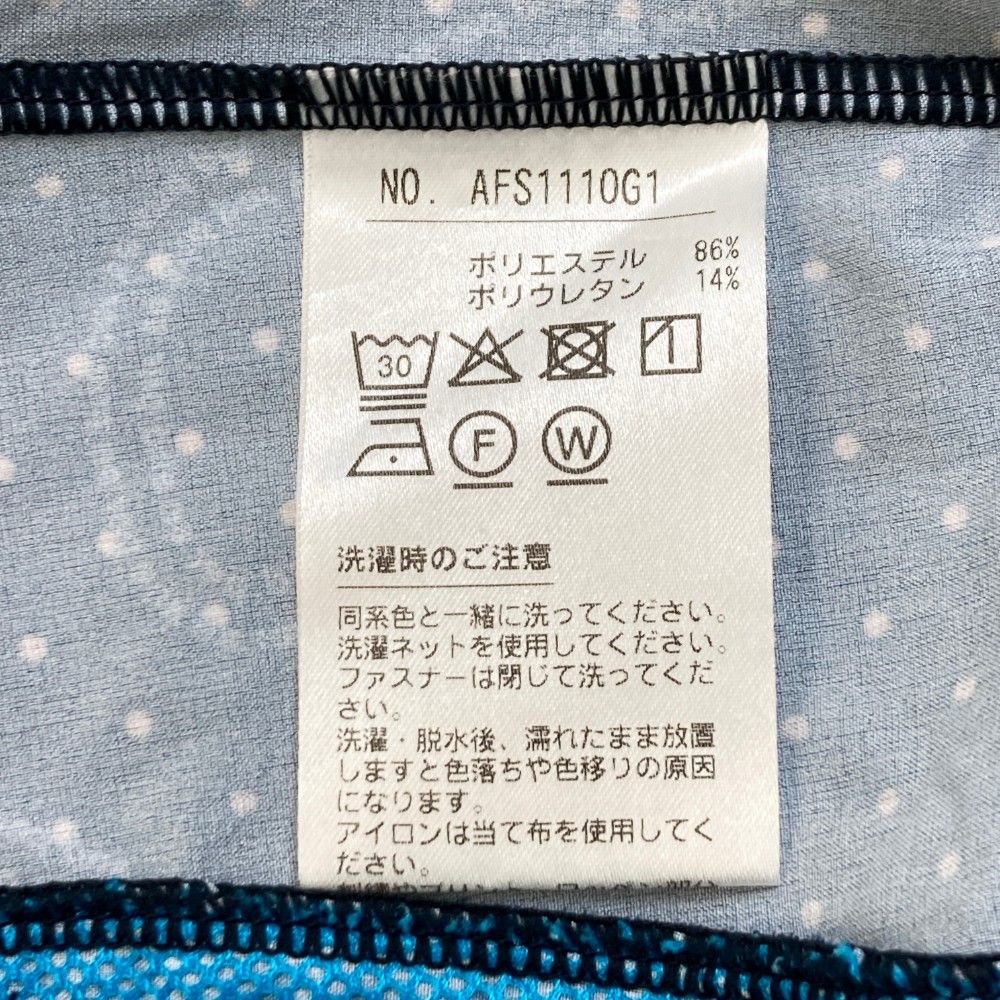 NO. AFS1110G1
ポリエステル 86%
ポリウレタン 14%
30
F W
洗濯時のご注意
同系色と一緒に洗ってください。
洗濯ネットを使用してください。
ファスナーは閉じて洗ってくだ
さい。
洗濯・脱水後、濡れたまま放置
しますと色落ちや色移りの原因
になります。
アイロンは当て布を使用してく
ださい。